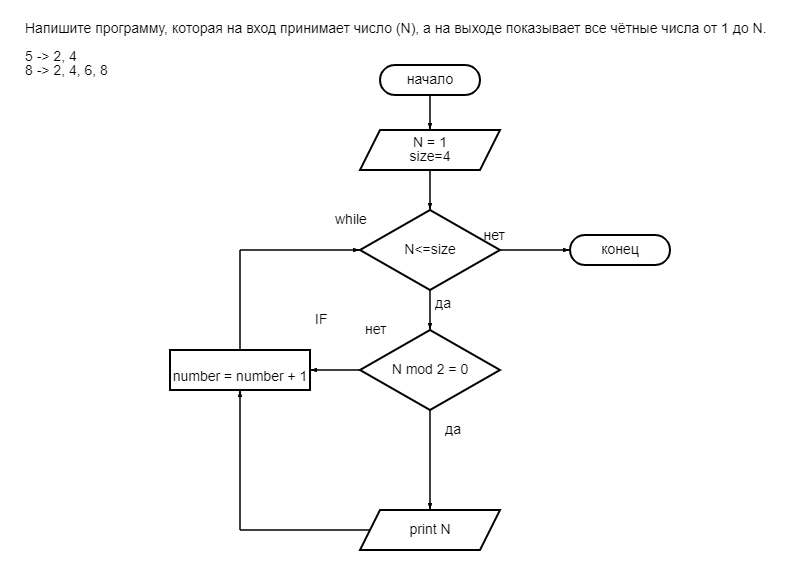 Напишите программу, которая на вход принимает число (N), а на выходе показывает все чётные числа от 1 до N.
5 -> 2, 4
8 -> 2, 4, 6, 8
начало
N = 1
size=4
while
N<=size
нет
конец
да
IF
нет
N mod 2 = 0
number = number + 1
да
print N